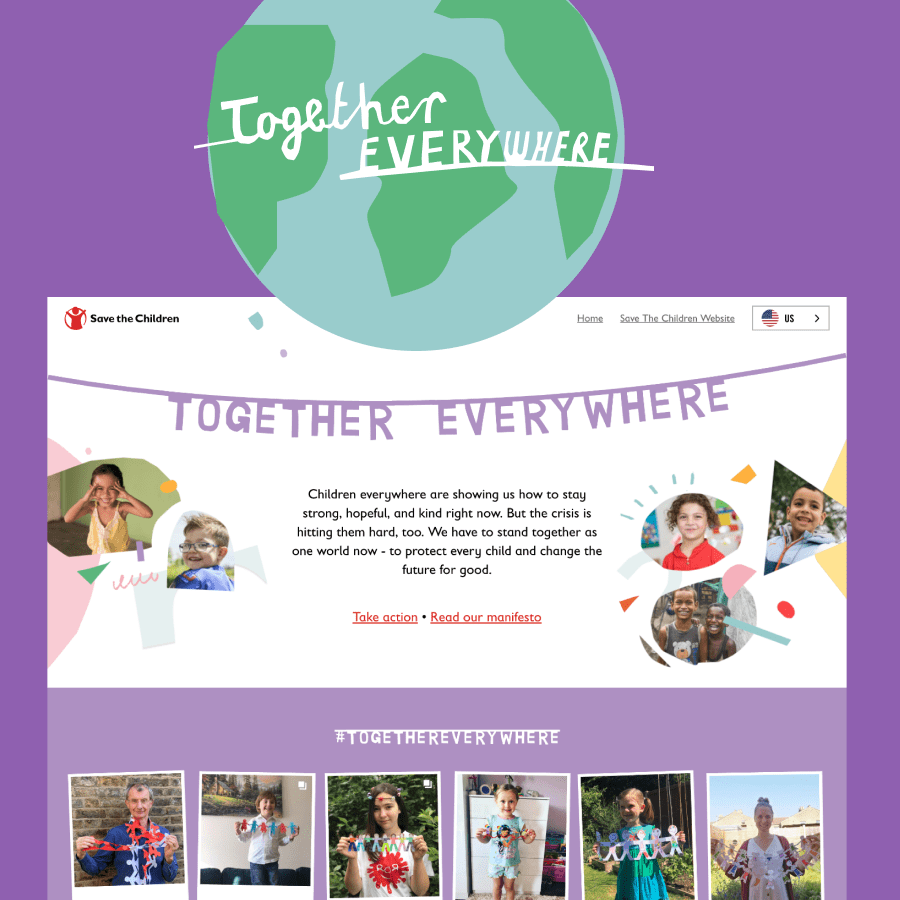 Together
EVERYWHERE
Save the Children
Home
Save The Children Website
US
TOGETHER EVERYWHERE
Children everywhere are showing us how to stay
strong, hopeful, and kind right now. But the crisis is
hitting them hard, too. We have to stand together as
one world now - to protect every child and change the
future for good.
Take action • Read our manifesto
#TOGETHEREVERYWHERE